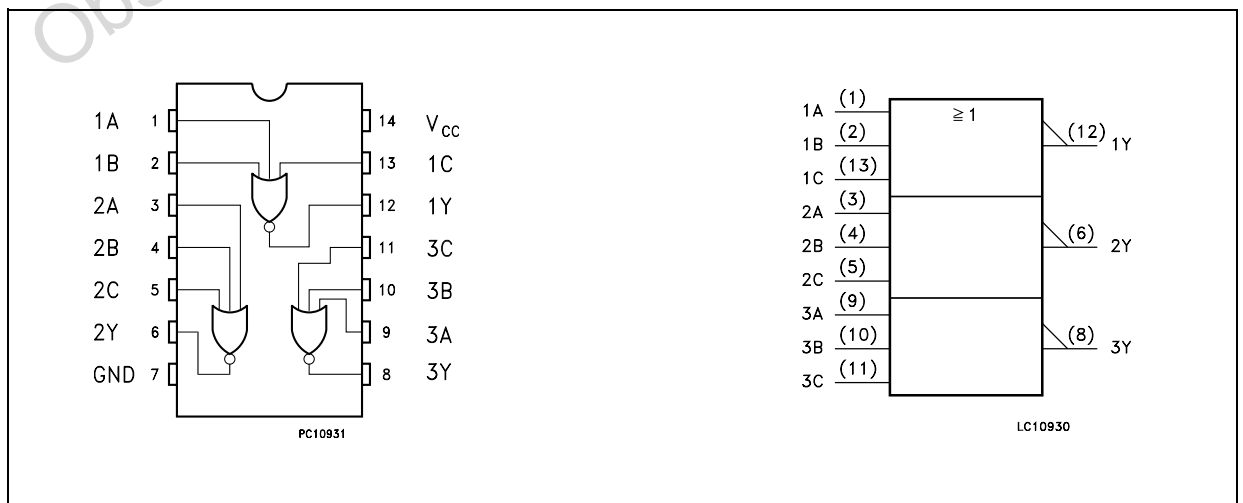 Obs
1A 1
1B 2
2A 3
2B 4
2C 5
2Y 6
GND 7
14 VCC
13 1C
12 1Y
11 3C
10 3B
9 3A
8 3Y
PC10931
≧ 1
1A (1)
1B (2)
1C (13)
2A (3)
2B (4)
2C (5)
3A (9)
3B (10)
3C (11)
(12) 1Y
(6) 2Y
(8) 3Y
LC10930